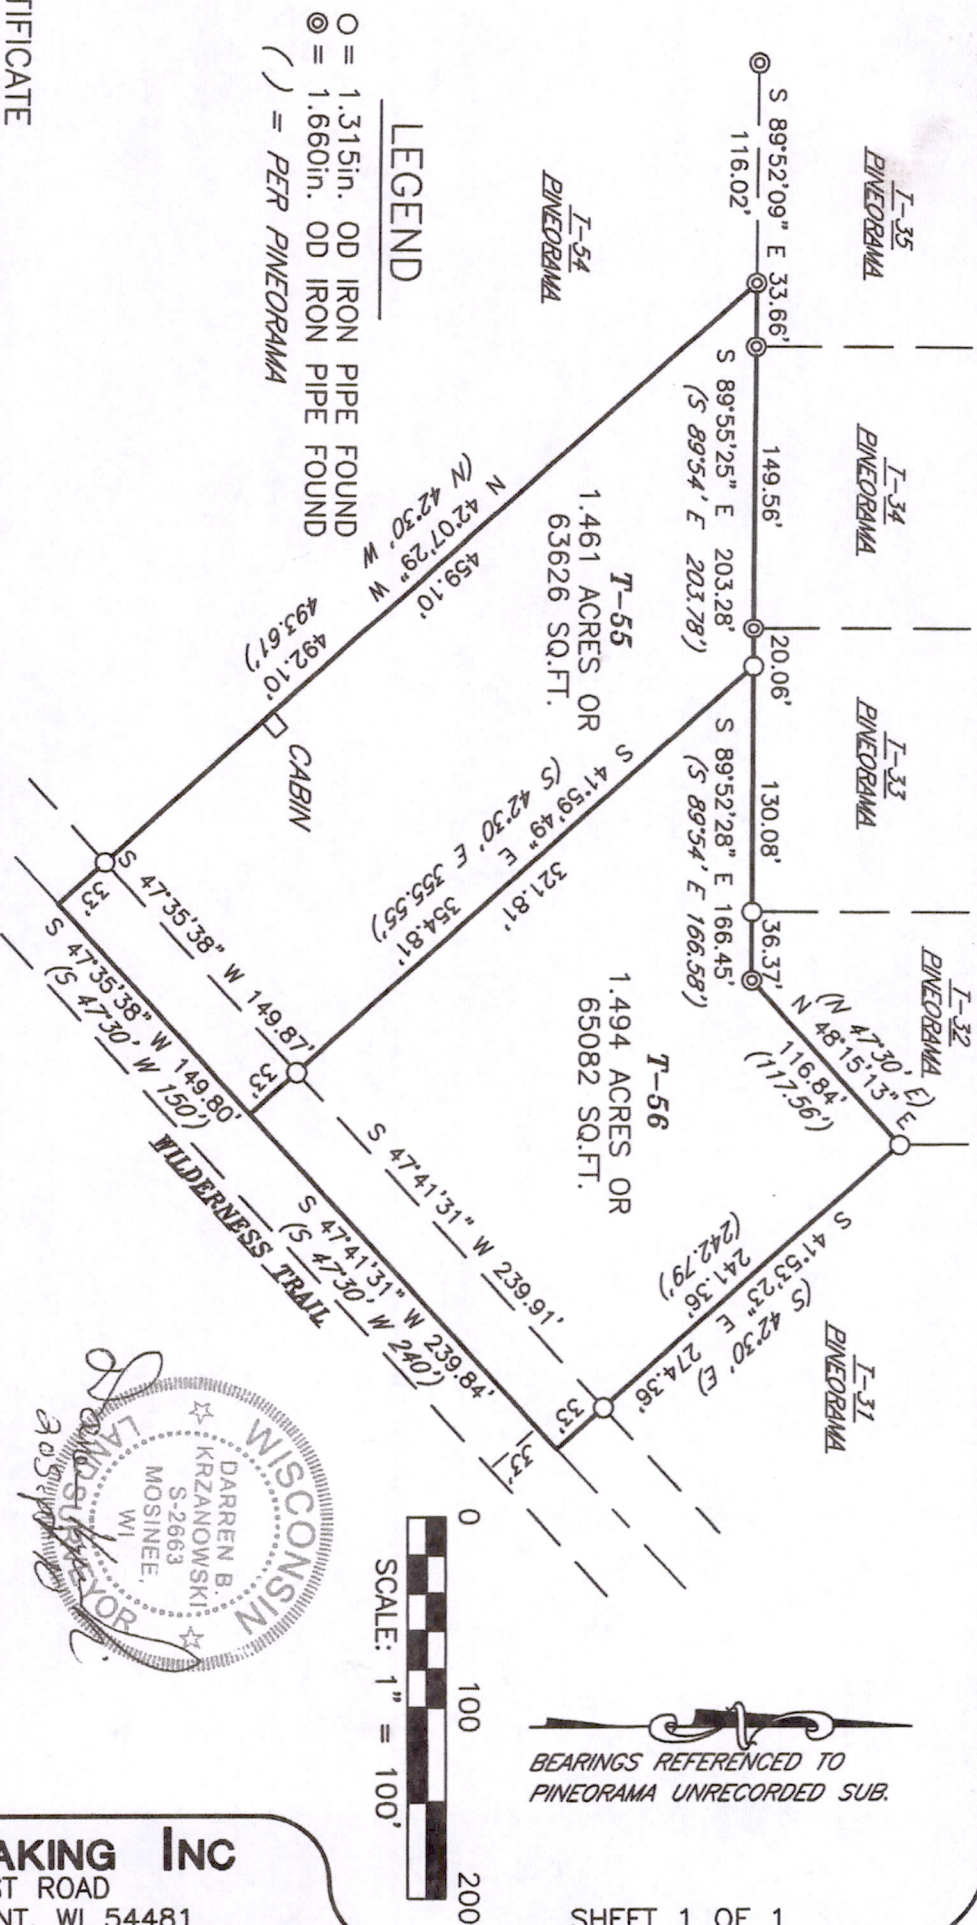 T-35
PINEORAMA
T-34
PINEORAMA
T-33
PINEORAMA
T-32
PINEORAMA
T-31
PINEORAMA
T-54
PINEORAMA
S 89°52'09" E
116.02'
33.66'
149.56'
S 89°55'25" E 203.28'
(S 89°54' E 203.78')
20.06'
130.08'
S 89°52'28" E 166.45'
(S 89°54' E 166.58')
36.37'
(N 47°30' E)
N 48°15'13" E
116.84'
(117.56')
S 41°53'23" E 274.36'
(S 42°30' E)
241.36'
(242.79')
33'
33'
N 42°07'29" W
(N 42°30' W
459.10'
492.10'
493.61')
T-55
1.461 ACRES OR
63626 SQ.FT.
S 41°59'49" E
(S 42°30' E 355.55')
321.81'
354.81'
T-56
1.494 ACRES OR
65082 SQ.FT.
CABIN
33'
S 47°35'38" W 149.87'
S 47°35'38" W 149.80'
(S 47°30' W 150')
33'
S 47°41'31" W 239.91'
S 47°41'31" W 239.84'
(S 47°30' W 240')
WILDERNESS TRAIL
LEGEND
O = 1.315in. OD IRON PIPE FOUND
◎ = 1.660in. OD IRON PIPE FOUND
( ) = PER PINEORAMA
TIFICATE
WISCONSIN
DARREN B.
KRZANOWSKI
S-2663
MOSINEE,
WI
LAND SURVEYOR
0 100 200
SCALE: 1" = 100'
BEARINGS REFERENCED TO
PINEORAMA UNRECORDED SUB.
SHEET 1 OF 1
AKING INC
ST ROAD
NT, WI 54481